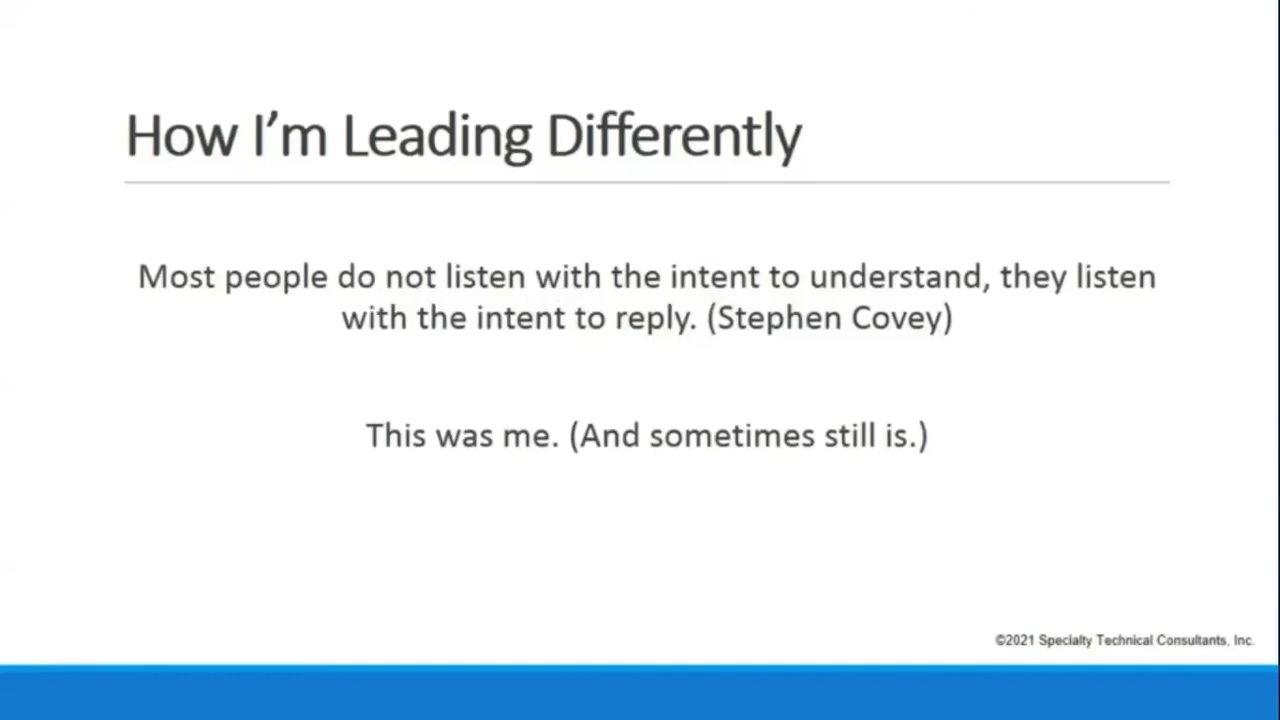 How I'm Leading Differently
Most people do not listen with the intent to understand, they listen
with the intent to reply. (Stephen Covey)
This was me. (And sometimes still is.)
©2021 Specialty Technical Consultants, Inc.